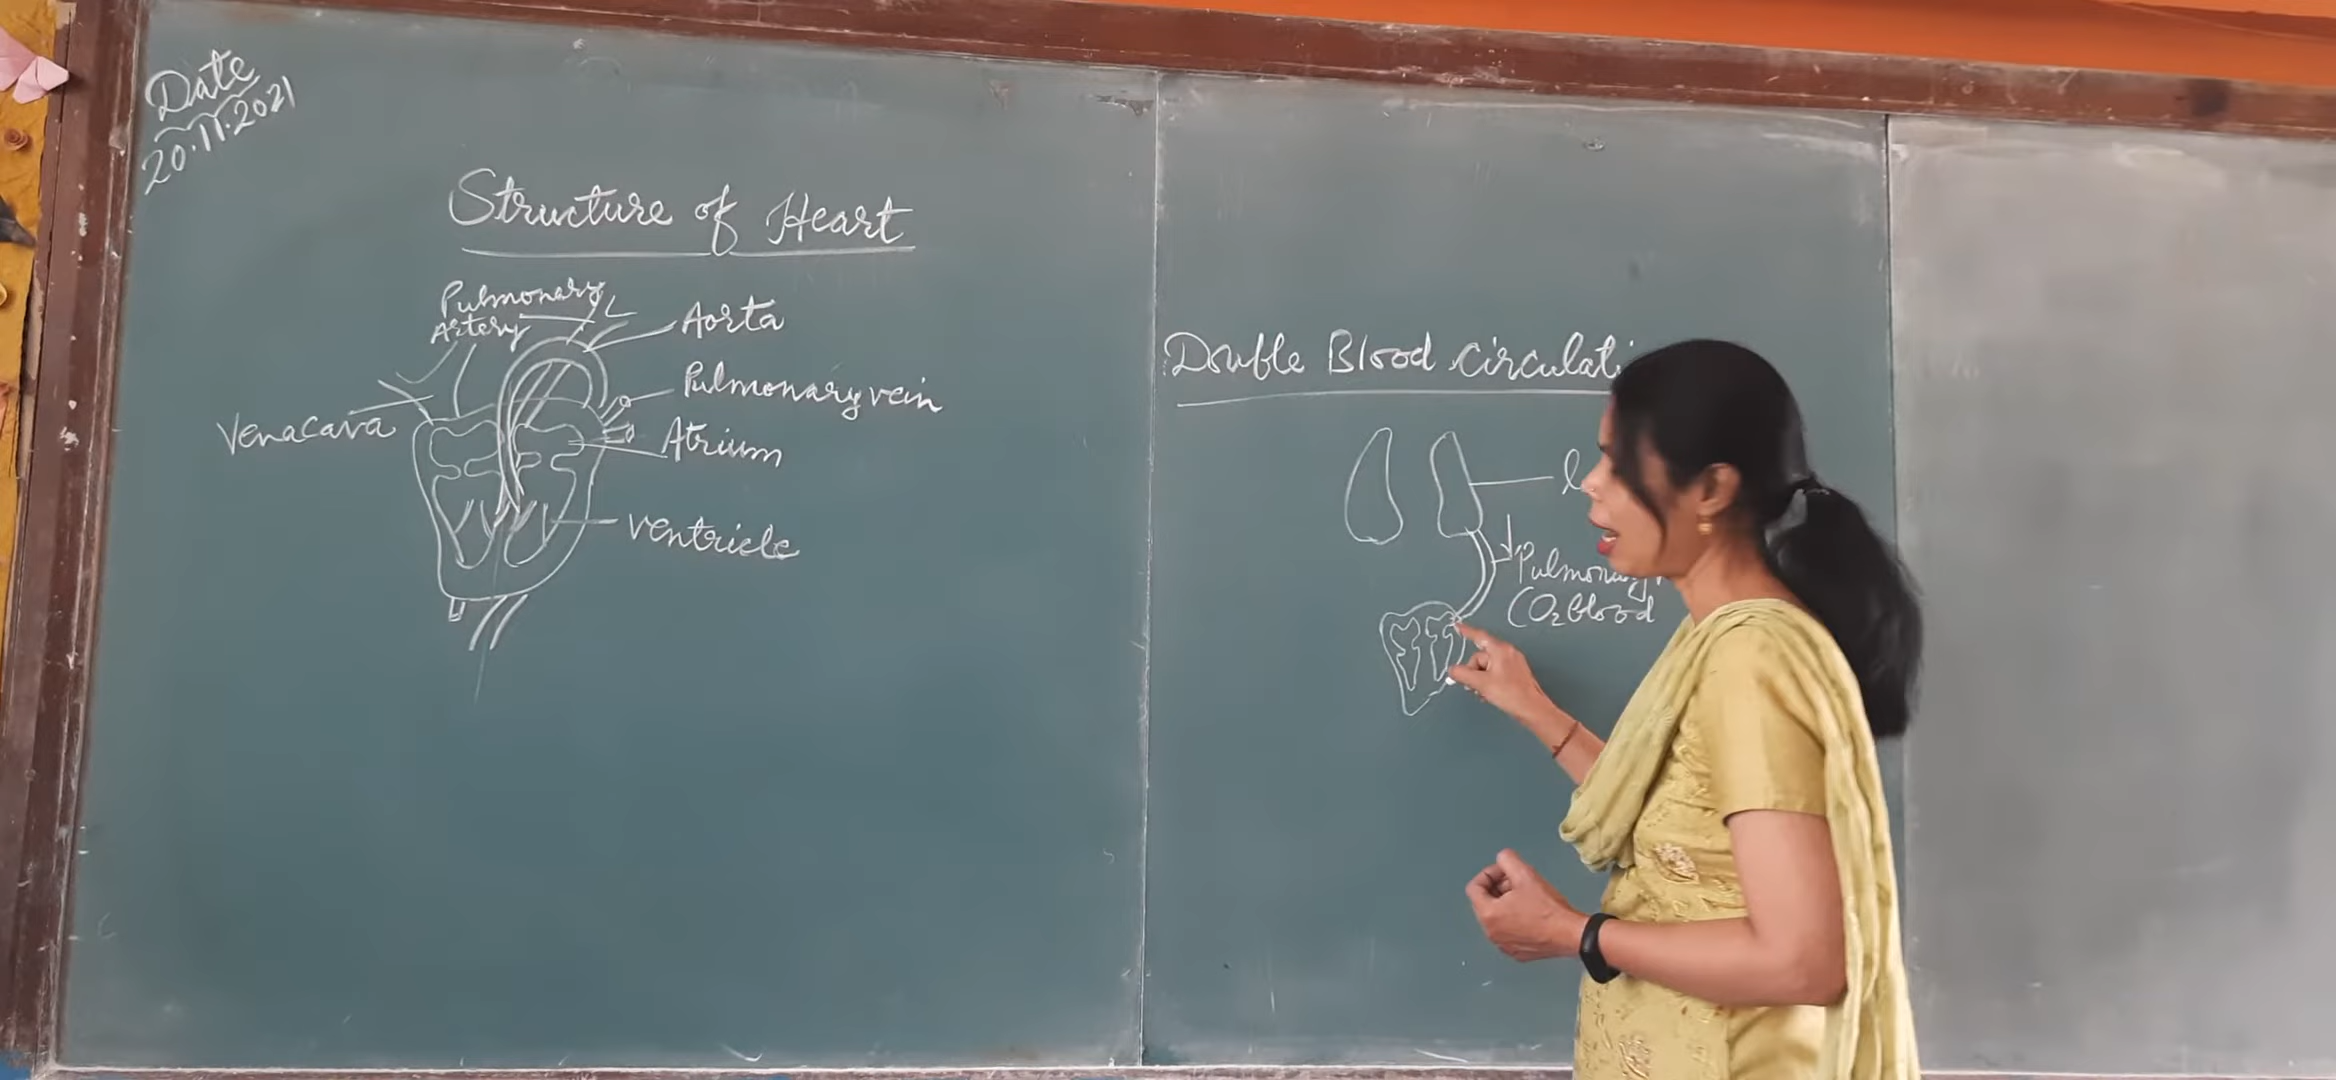 Date
20.11.2021
Structure of Heart
Pulmonary
Artery
Aorta
Pulmonary vein
Venacava
Atrium
ventricle
Double Blood circulati
l
Pulmonary
(O2 blood